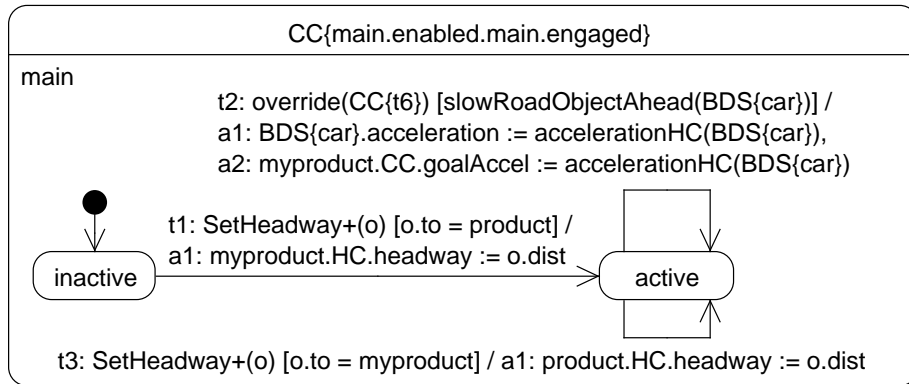 CC{main.enabled.main.engaged}
main
t2: override(CC{t6}) [slowRoadObjectAhead(BDS{car})] /
a1: BDS{car}.acceleration := accelerationHC(BDS{car}),
a2: myproduct.CC.goalAccel := accelerationHC(BDS{car})
t1: SetHeadway+(o) [o.to = product] /
a1: myproduct.HC.headway := o.dist
inactive
active
t3: SetHeadway+(o) [o.to = myproduct] / a1: product.HC.headway := o.dist